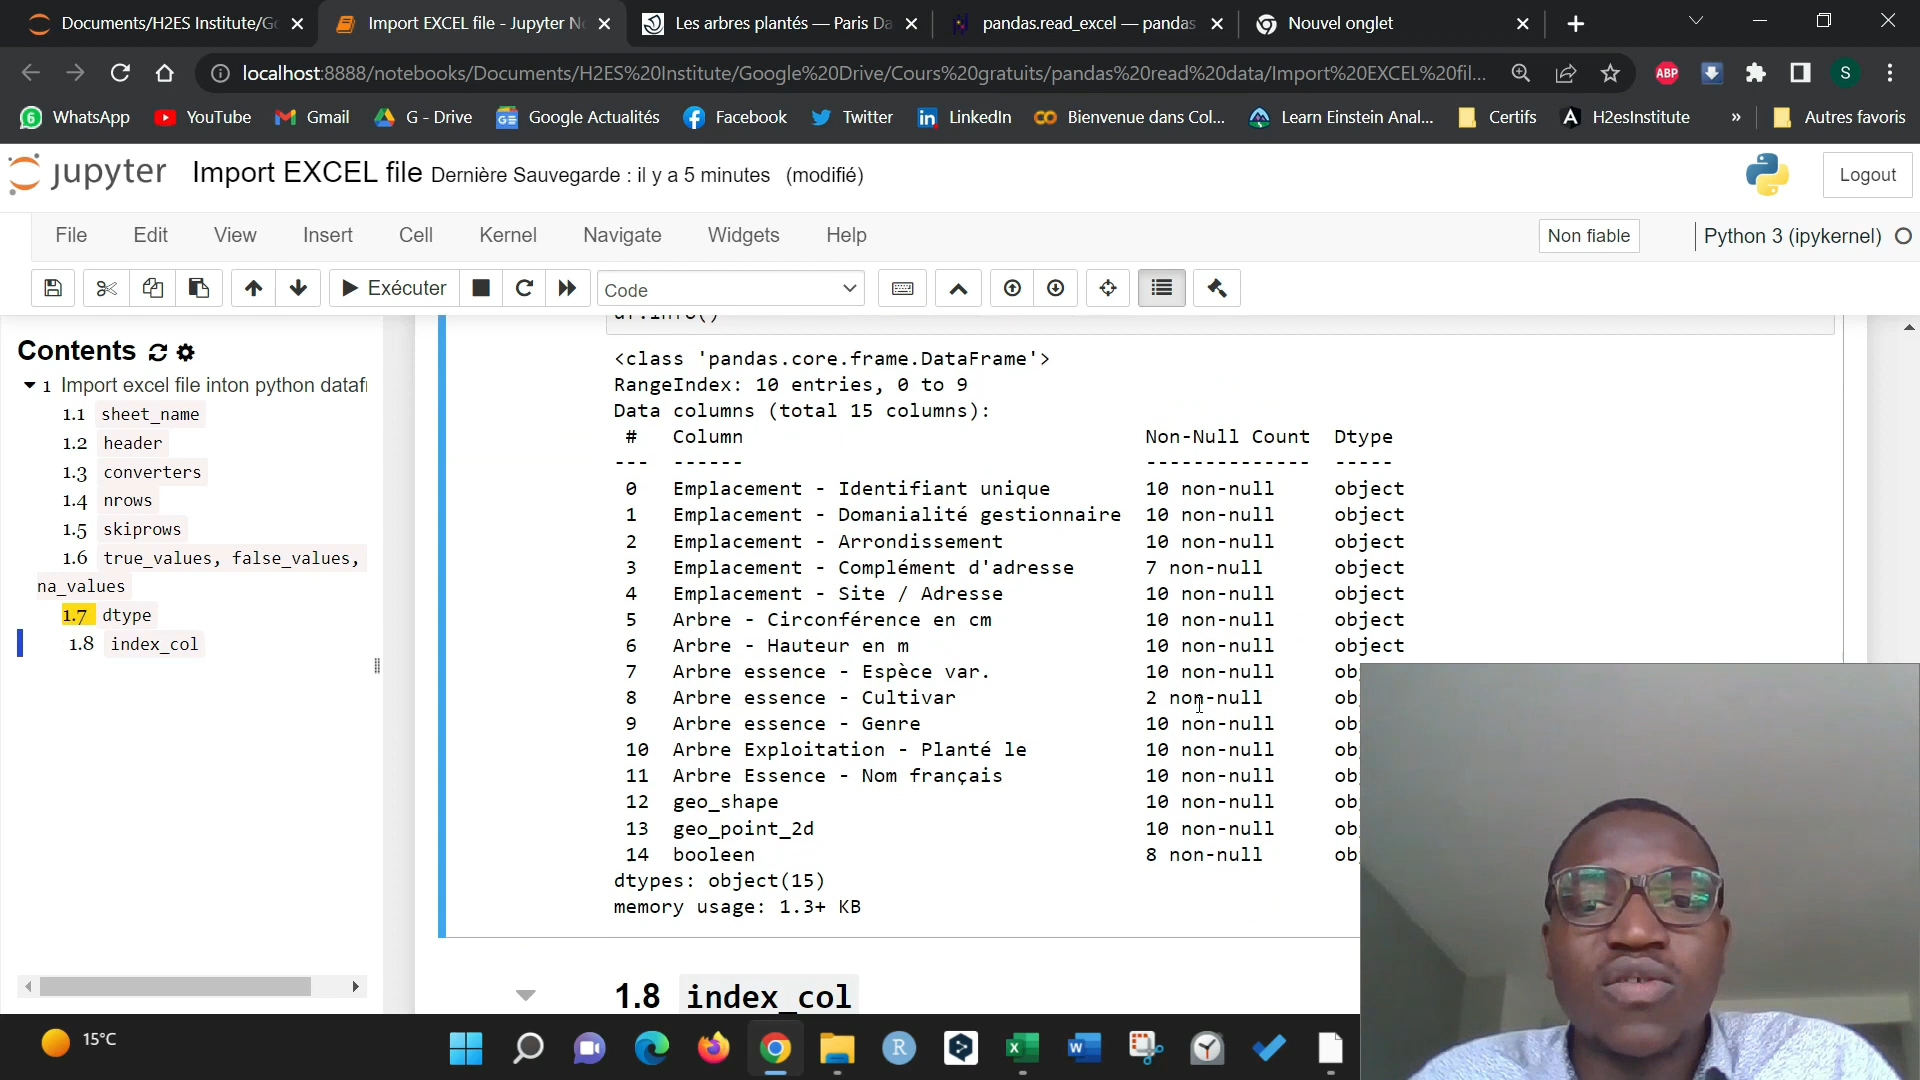 Documents/H2ES Institute/Go
Import EXCEL file - Jupyter N
Les arbres plantés — Paris Da
pandas.read_excel — pandas
Nouvel onglet
localhost:8888/notebooks/Documents/H2ES%20Institute/Google%20Drive/Cours%20gratuits/pandas%20read%20data/Import%20EXCEL%20fil...
ABP
S
WhatsApp
YouTube
Gmail
G - Drive
Google Actualités
Facebook
Twitter
LinkedIn
Bienvenue dans Col...
Learn Einstein Anal...
Certifs
H2esInstitute
»
Autres favoris
jupyter
Import EXCEL file Dernière Sauvegarde : il y a 5 minutes (modifié)
Logout
File Edit View Insert Cell Kernel Navigate Widgets Help
Non fiable
Python 3 (ipykernel)
Exécuter
Code
Contents
1 Import excel file inton python dataf
1.1 sheet_name
1.2 header
1.3 converters
1.4 nrows
1.5 skiprows
1.6 true_values, false_values,
na_values
1.7 dtype
1.8 index_col
df.info()
<class 'pandas.core.frame.DataFrame'>
RangeIndex: 10 entries, 0 to 9
Data columns (total 15 columns):
# Column Non-Null Count Dtype
--- ------ -------------- -----
0 Emplacement - Identifiant unique 10 non-null object
1 Emplacement - Domanialité gestionnaire 10 non-null object
2 Emplacement - Arrondissement 10 non-null object
3 Emplacement - Complément d'adresse 7 non-null object
4 Emplacement - Site / Adresse 10 non-null object
5 Arbre - Circonférence en cm 10 non-null object
6 Arbre - Hauteur en m 10 non-null object
7 Arbre essence - Espèce var. 10 non-null ob
8 Arbre essence - Cultivar 2 non-null ob
9 Arbre essence - Genre 10 non-null ob
10 Arbre Exploitation - Planté le 10 non-null ob
11 Arbre Essence - Nom français 10 non-null ob
12 geo_shape 10 non-null ob
13 geo_point_2d 10 non-null ob
14 booleen 8 non-null ob
dtypes: object(15)
memory usage: 1.3+ KB
1.8 index_col
15°C